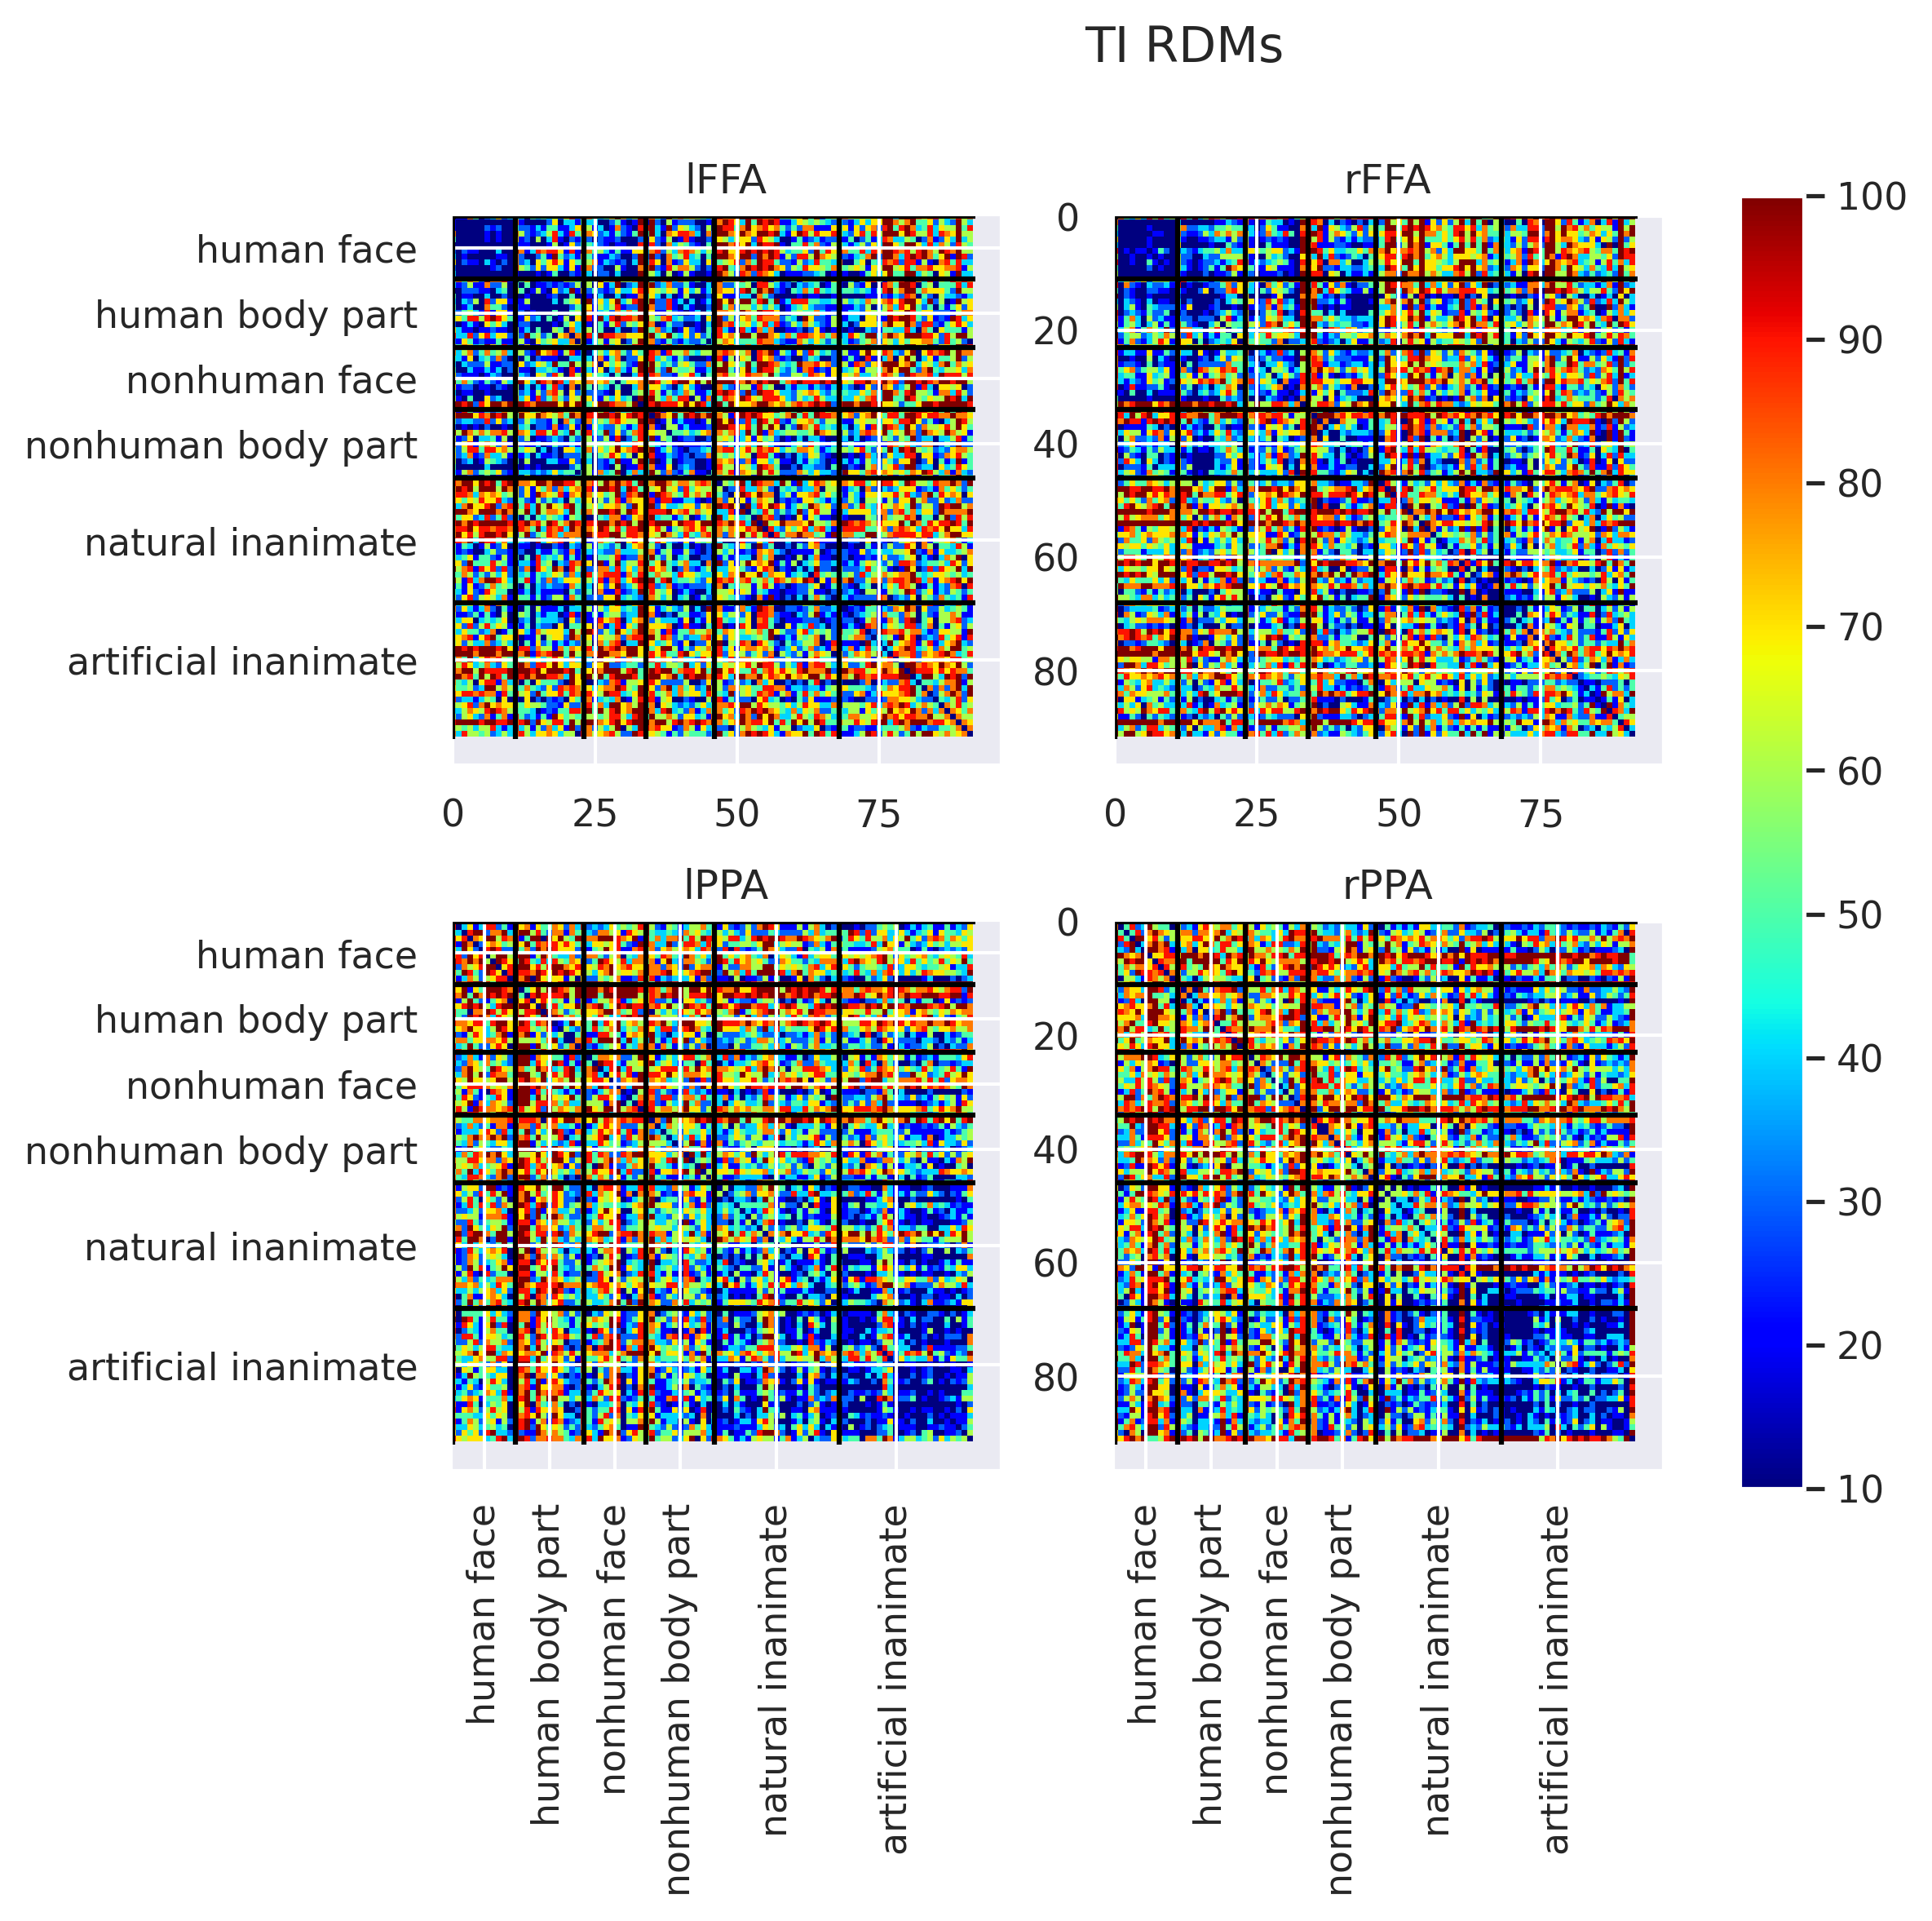 TI RDMs
lFFA
rFFA
human face
human body part
nonhuman face
nonhuman body part
natural inanimate
artificial inanimate
0
20
40
60
80
0 25 50 75
0 25 50 75
lPPA
rPPA
human face
human body part
nonhuman face
nonhuman body part
natural inanimate
artificial inanimate
0
20
40
60
80
human face
human body part
nonhuman face
nonhuman body part
natural inanimate
artificial inanimate
human face
human body part
nonhuman face
nonhuman body part
natural inanimate
artificial inanimate
100
90
80
70
60
50
40
30
20
10